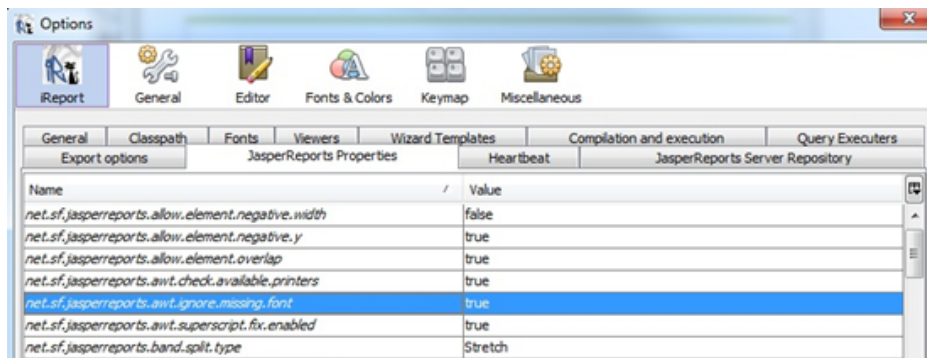 Options
iReport General Editor Fonts & Colors Keymap Miscellaneous
General Classpath Fonts Viewers Wizard Templates Compilation and execution Query Executers
Export options JasperReports Properties Heartbeat JasperReports Server Repository
Name Value
net.sf.jasperreports.allow.element.negative.width false
net.sf.jasperreports.allow.element.negative.y true
net.sf.jasperreports.allow.element.overlap true
net.sf.jasperreports.awt.check.available.printers true
net.sf.jasperreports.awt.ignore.missing.font true
net.sf.jasperreports.awt.superscript.fix.enabled true
net.sf.jasperreports.band.split.type Stretch